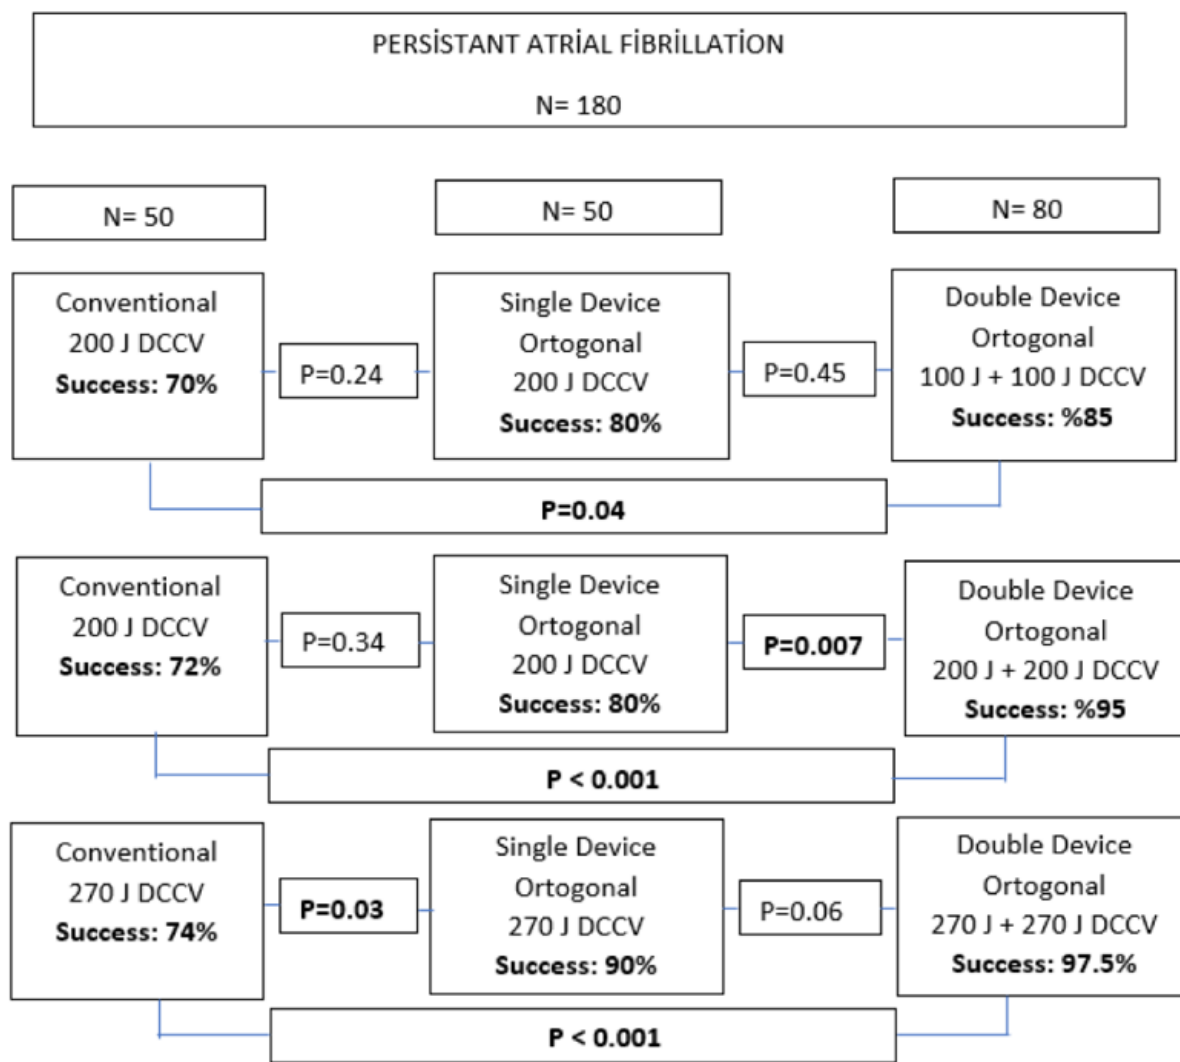 PERSİSTANT ATRİAL FİBRİLLATİON
N= 180
N= 50
N= 50
N= 80
Conventional
200 J DCCV
Success: 70%
P=0.24
Single Device
Ortogonal
200 J DCCV
Success: 80%
P=0.45
Double Device
Ortogonal
100 J + 100 J DCCV
Success: %85
P=0.04
Conventional
200 J DCCV
Success: 72%
P=0.34
Single Device
Ortogonal
200 J DCCV
Success: 80%
P=0.007
Double Device
Ortogonal
200 J + 200 J DCCV
Success: %95
P < 0.001
Conventional
270 J DCCV
Success: 74%
P=0.03
Single Device
Ortogonal
270 J DCCV
Success: 90%
P=0.06
Double Device
Ortogonal
270 J + 270 J DCCV
Success: 97.5%
P < 0.001